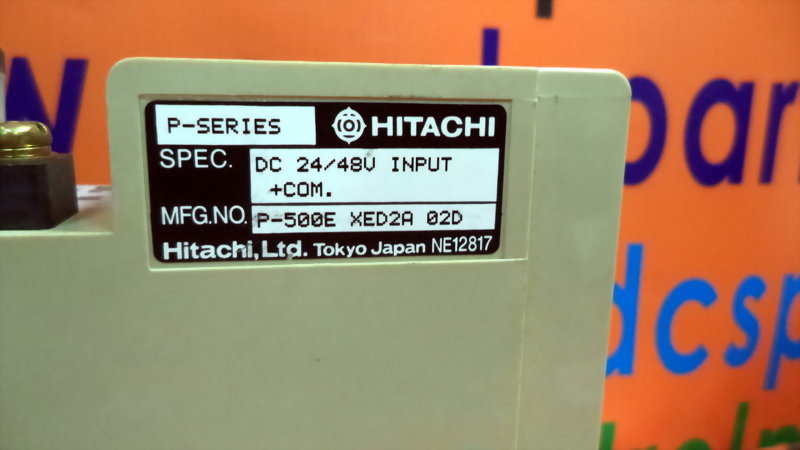 P-SERIES HITACHI
SPEC. DC 24/48V INPUT
+COM.
MFG.NO. P-500E XED2A 02D
Hitachi,Ltd. Tokyo Japan NE12817